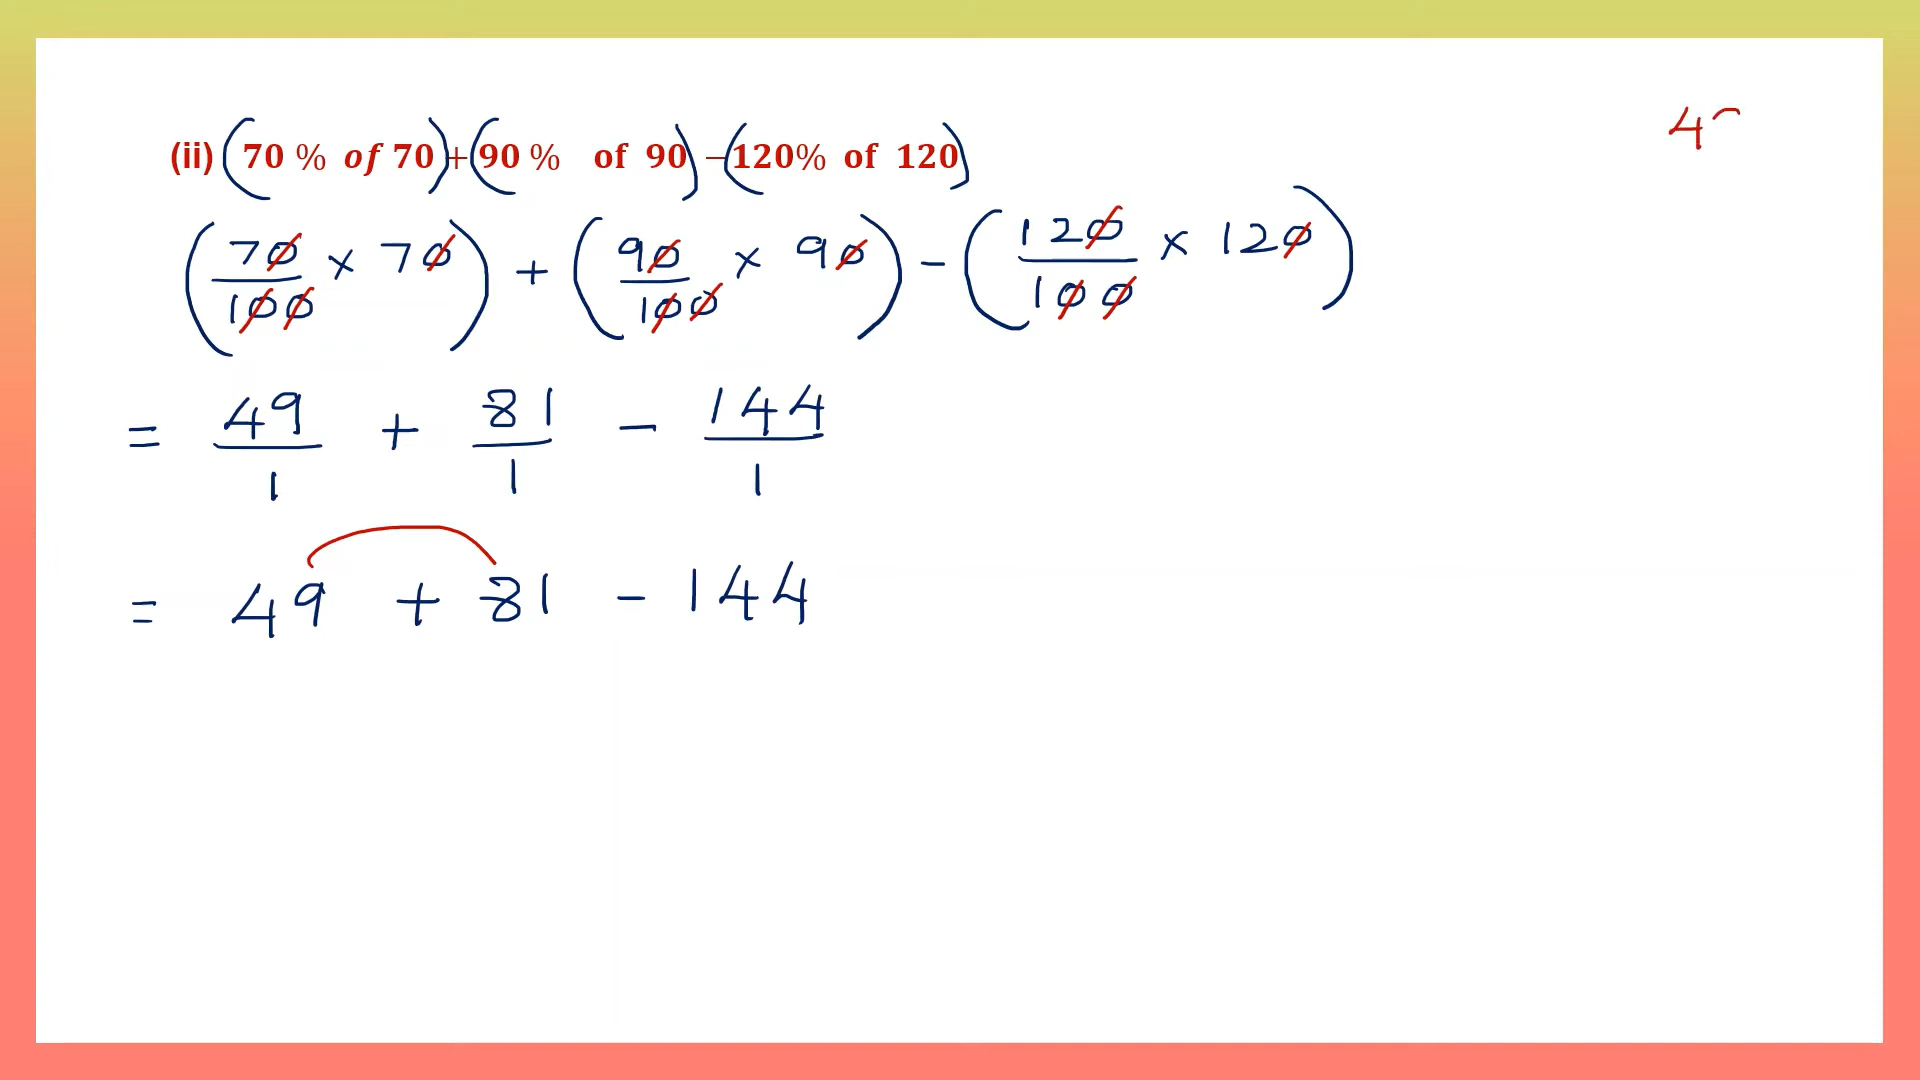 (ii) (70 % of 70) + (90 % of 90) − (120% of 120)
4
(70/100 × 70) + (90/100 × 90) - (120/100 × 120)
= 49/1 + 81/1 - 144/1
= 49 + 81 - 144